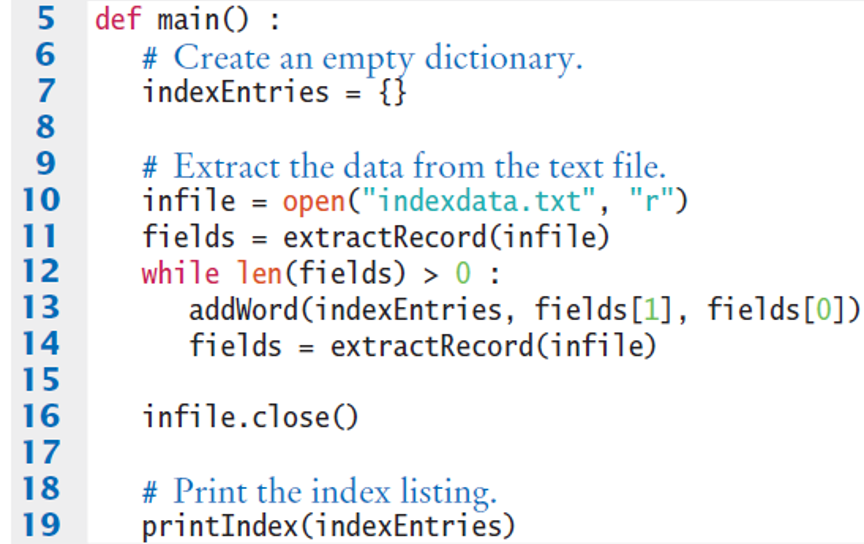 5 def main() :
6 # Create an empty dictionary.
7 indexEntries = {}
8
9 # Extract the data from the text file.
10 infile = open("indexdata.txt", "r")
11 fields = extractRecord(infile)
12 while len(fields) > 0 :
13 addWord(indexEntries, fields[1], fields[0])
14 fields = extractRecord(infile)
15
16 infile.close()
17
18 # Print the index listing.
19 printIndex(indexEntries)